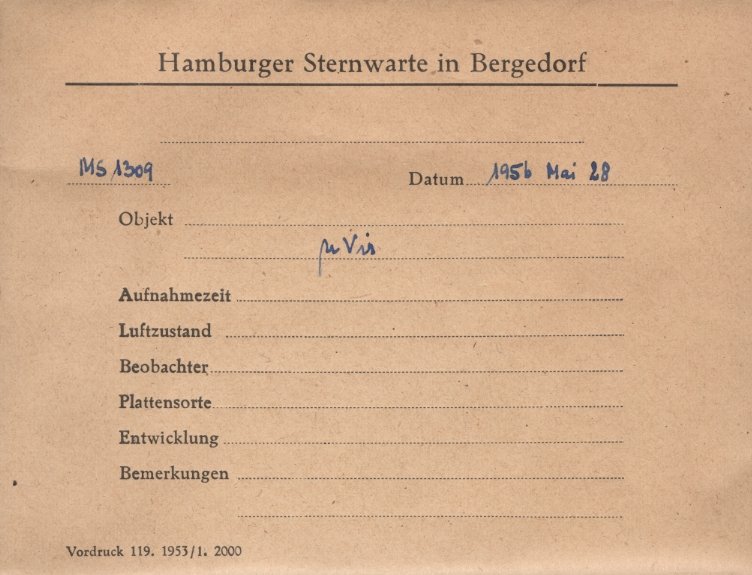 Hamburger Sternwarte in Bergedorf
MS 1309 Datum 1956 Mai 28
Objekt
μ Vir
Aufnahmezeit
Luftzustand
Beobachter
Plattensorte
Entwicklung
Bemerkungen
Vordruck 119. 1953/1. 2000